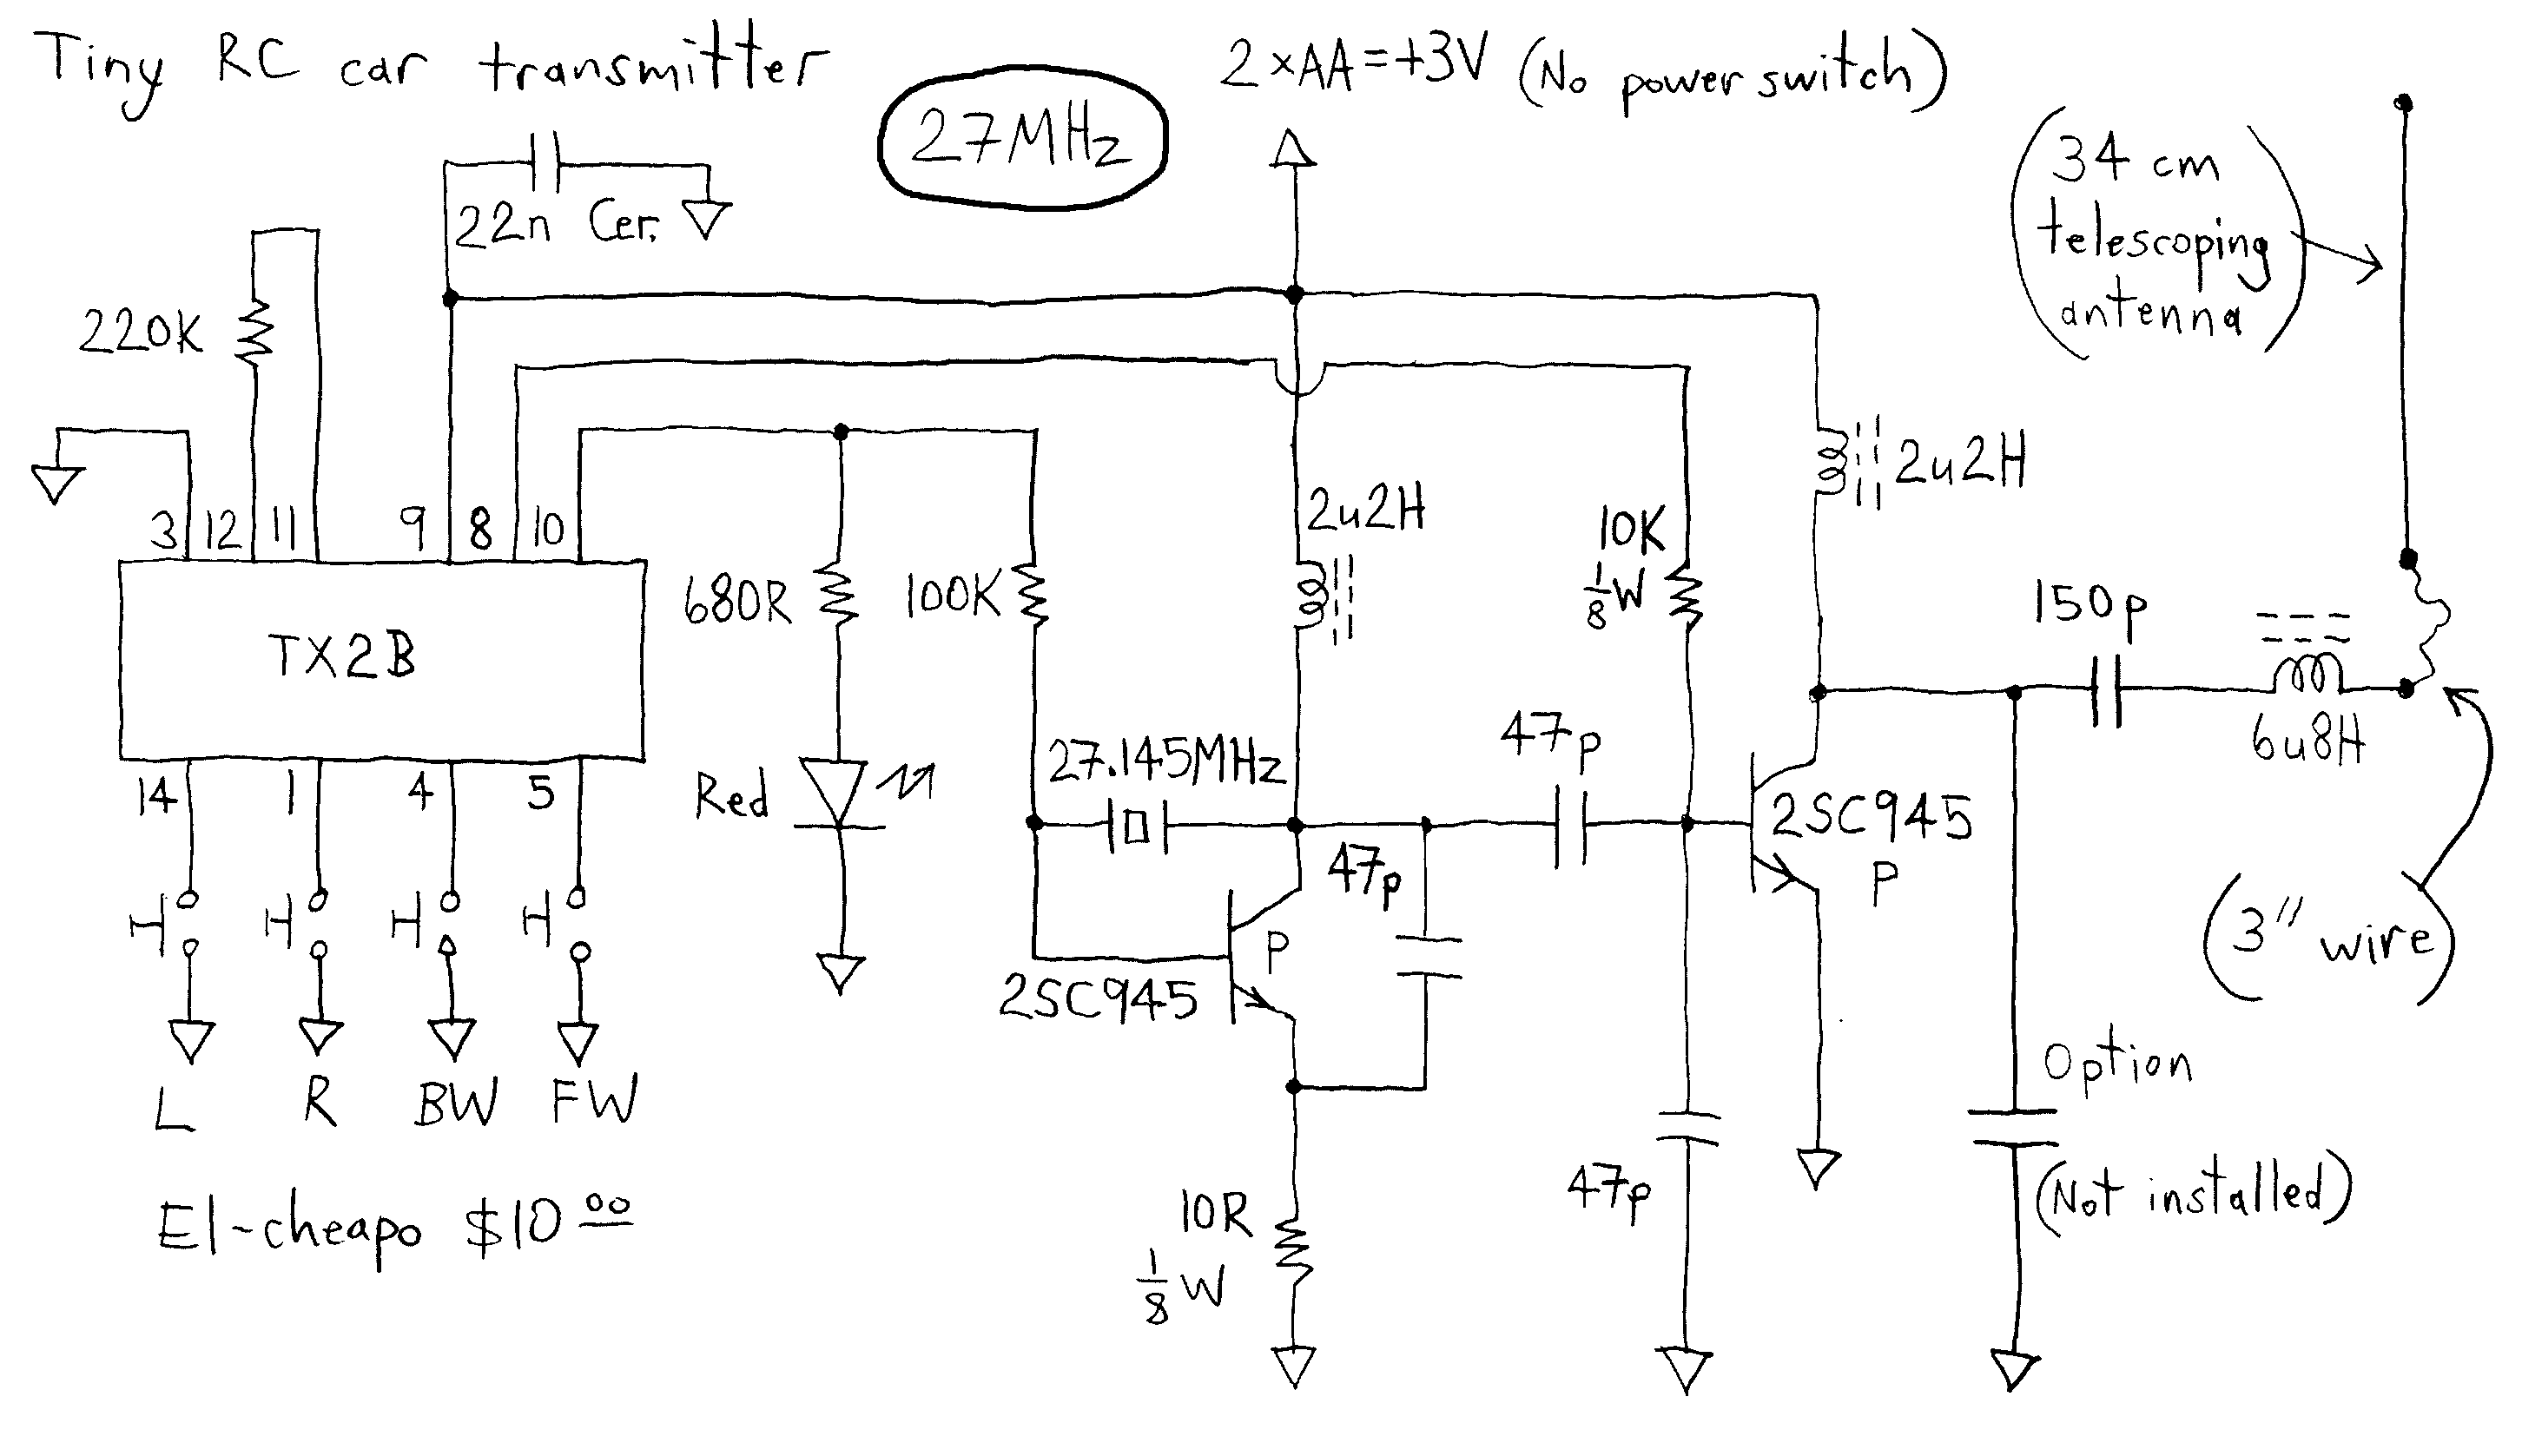 Tiny RC car transmitter
27MHz
2 x AA = +3V (No power switch)
22n Cer.
(34 cm
telescoping
antenna)
220K
3 12 11 9 8 10
TX2B
14 1 4 5
L R BW FW
El-cheapo $10 00
680R
Red
100K
27.145MHz
2u2H
2SC945
P
47p
10R
1/8 W
47p
10K
1/8 W
47p
2u2H
2SC945
P
150p
6u8H
(3" wire)
Option
(Not installed)